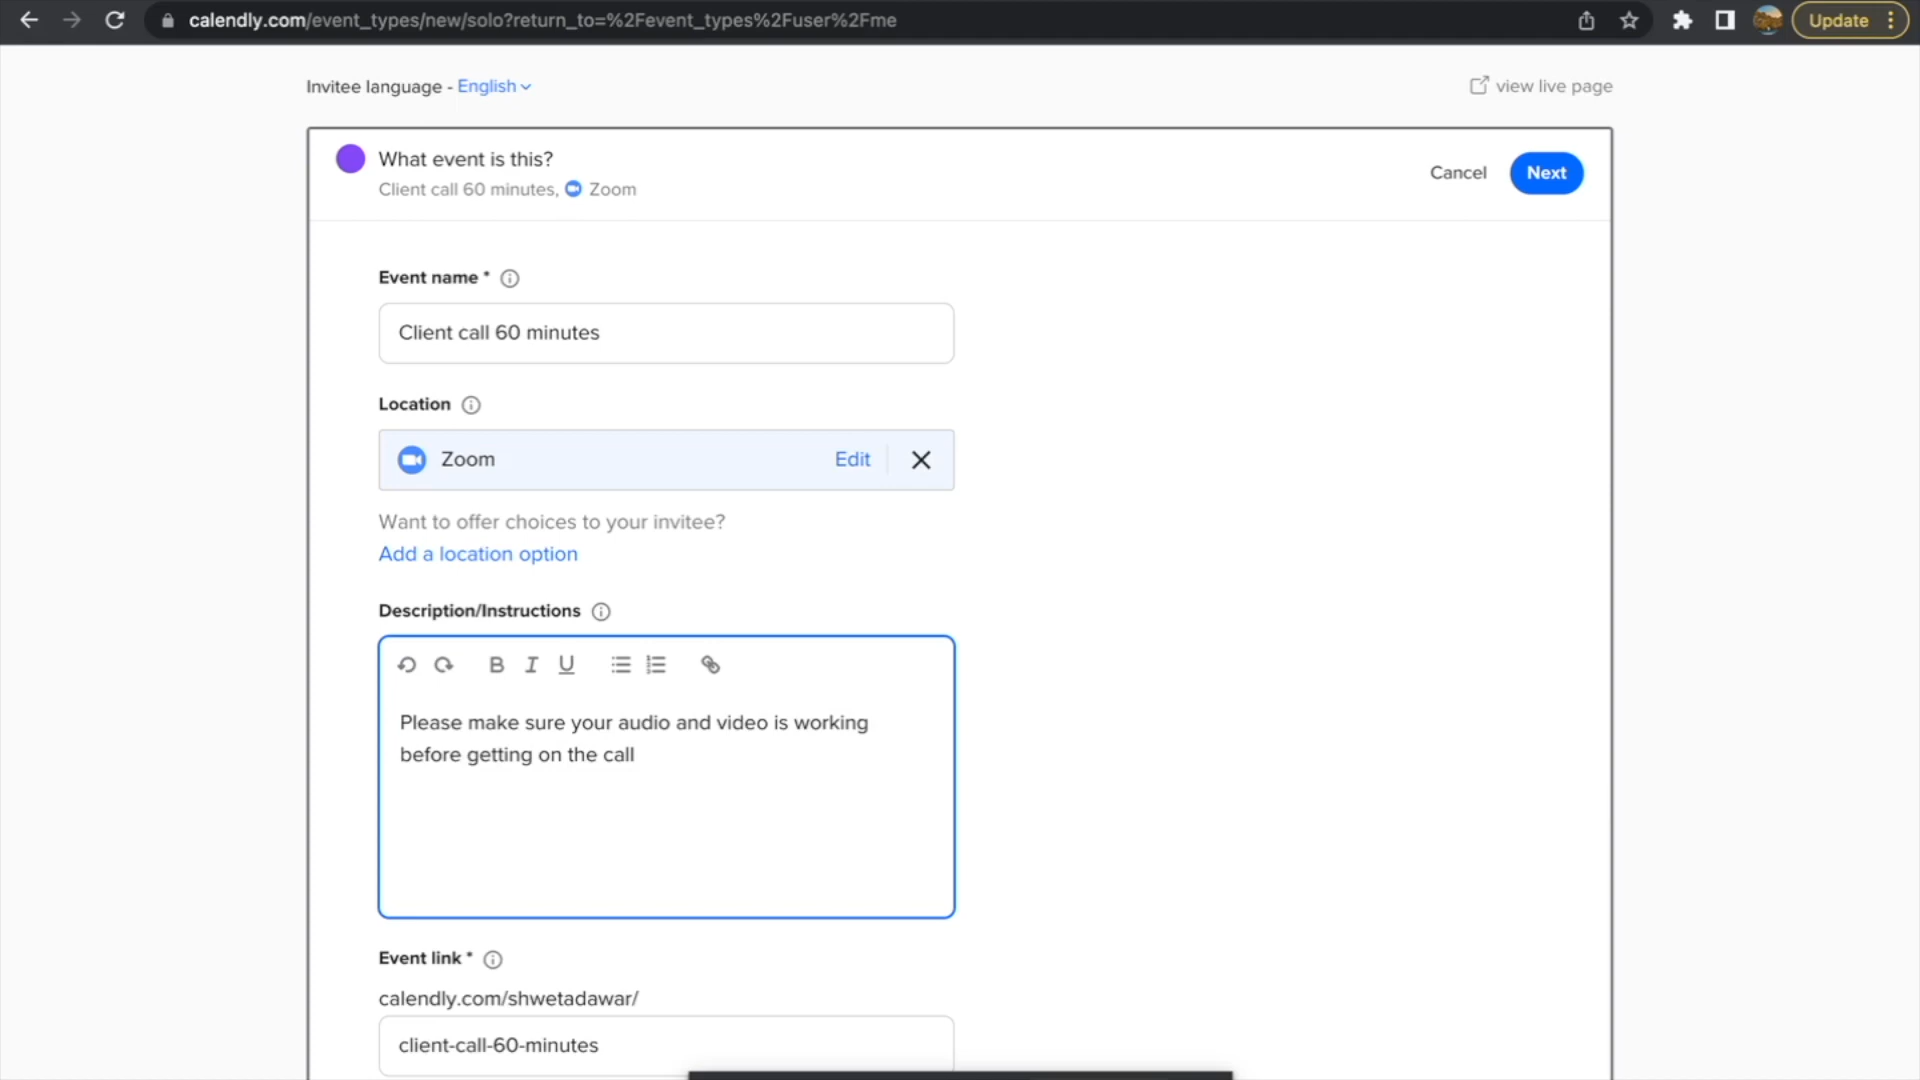 calendly.com/event_types/new/solo?return_to=%2Fevent_types%2Fuser%2Fme
Update
Invitee language - English
view live page
What event is this?
Client call 60 minutes, Zoom
Cancel
Next
Event name *
Client call 60 minutes
Location
Zoom
Edit
Want to offer choices to your invitee?
Add a location option
Description/Instructions
B I U
Please make sure your audio and video is working
before getting on the call
Event link *
calendly.com/shwetadawar/
client-call-60-minutes